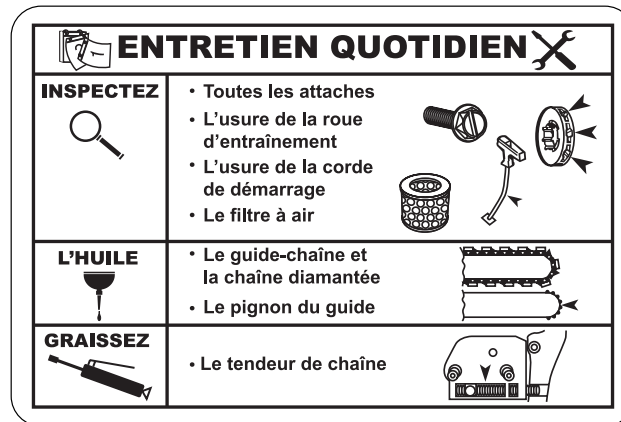 ENTRETIEN QUOTIDIEN
INSPECTEZ
• Toutes les attaches
• L'usure de la roue
d'entraînement
• L'usure de la corde
de démarrage
• Le filtre à air
L'HUILE
• Le guide-chaîne et
la chaîne diamantée
• Le pignon du guide
GRAISSEZ
• Le tendeur de chaîne